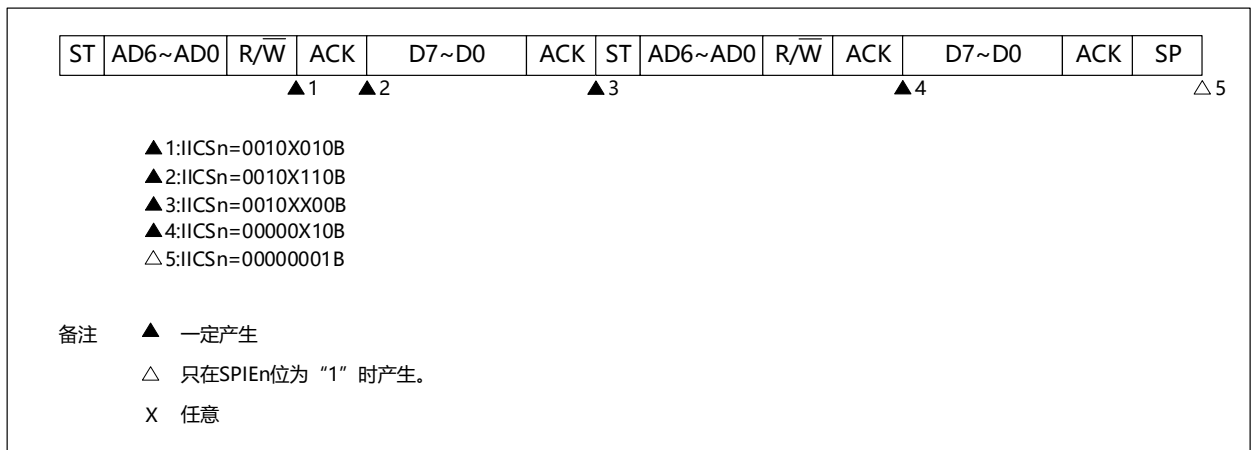 ST AD6~AD0 R/W̅ ACK D7~D0 ACK ST AD6~AD0 R/W̅ ACK D7~D0 ACK SP
▲1 ▲2 ▲3 ▲4 △5
▲1:IICSn=0010X010B
▲2:IICSn=0010X110B
▲3:IICSn=0010XX00B
▲4:IICSn=00000X10B
△5:IICSn=00000001B
备注 ▲ 一定产生
△ 只在SPIEn位为“1”时产生。
X 任意